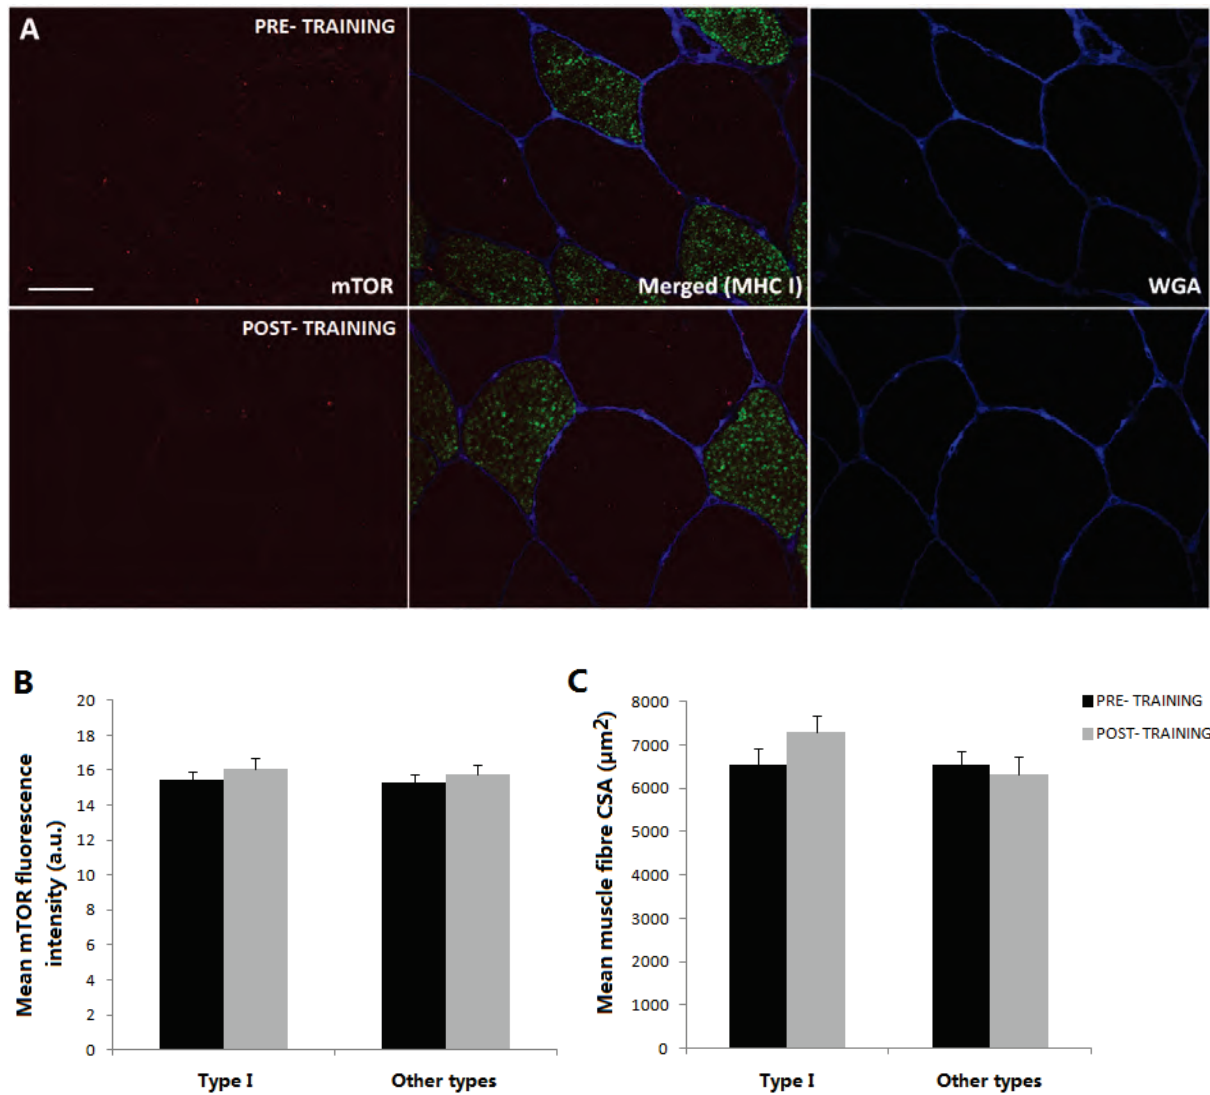 A
PRE- TRAINING
mTOR
Merged (MHC I)
WGA
POST- TRAINING
B
Mean mTOR fluorescence
intensity (a.u.)
20
18
16
14
12
10
8
6
4
2
0
Type I
Other types
C
Mean muscle fibre CSA (µm²)
8000
7000
6000
5000
4000
3000
2000
1000
0
Type I
Other types
PRE- TRAINING
POST- TRAINING